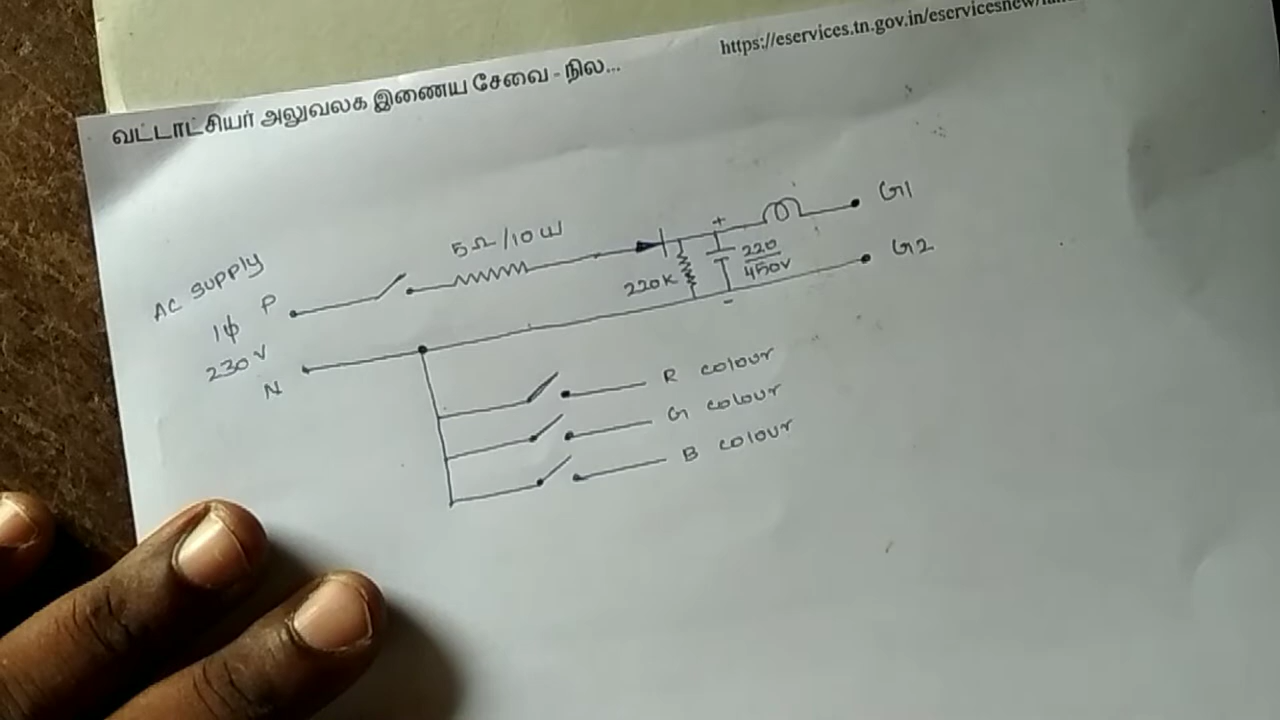 https://eservices.tn.gov.in/eservicesnew/
வட்டாட்சியர் அலுவலக இணைய சேவை - நில...
AC supply
1ϕ
230V
P
N
5Ω/10W
220K
+
220
450V
-
G1
G2
R colour
G colour
B colour